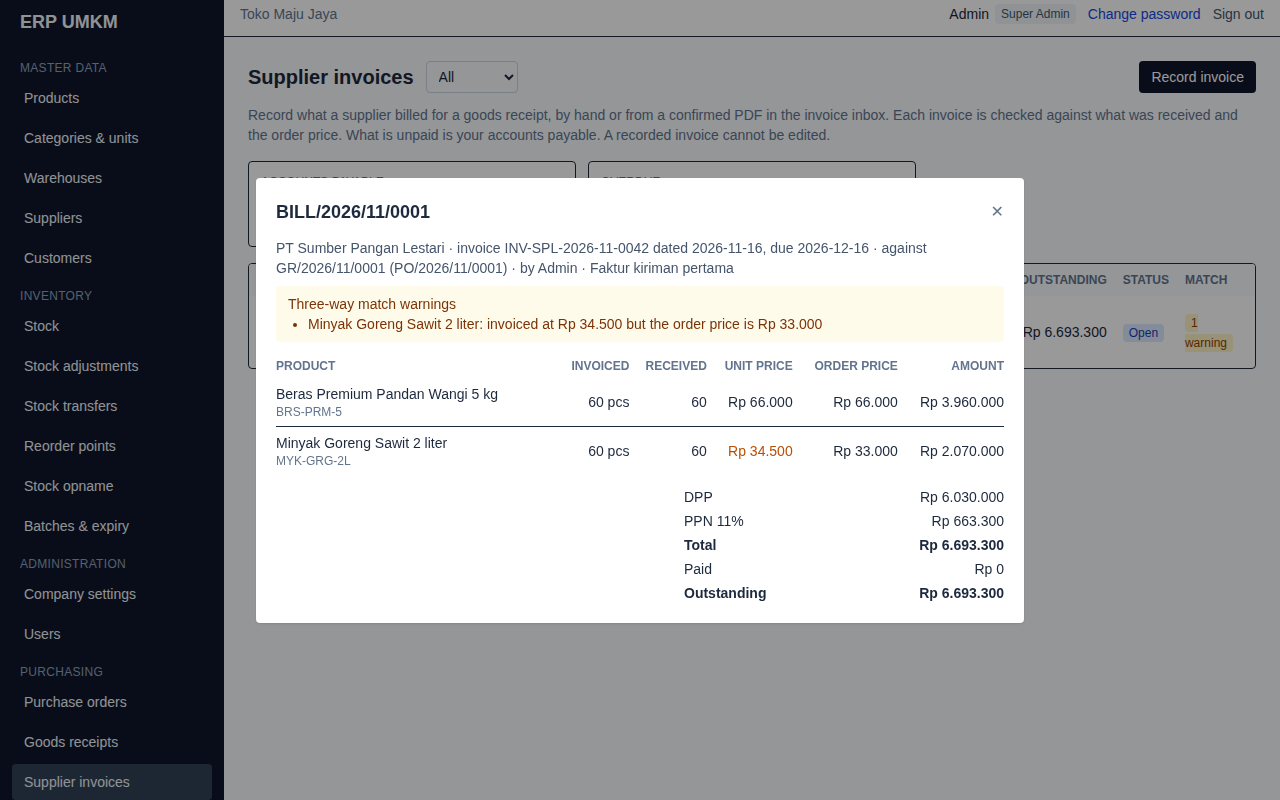 ERP UMKM
MASTER DATA
Products
Categories & units
Warehouses
Suppliers
Customers
INVENTORY
Stock
Stock adjustments
Stock transfers
Reorder points
Stock opname
Batches & expiry
ADMINISTRATION
Company settings
Users
PURCHASING
Purchase orders
Goods receipts
Supplier invoices
Toko Maju Jaya
Admin Super Admin Change password Sign out
Supplier invoices All Record invoice
Record what a supplier billed for a goods receipt, by hand or from a confirmed PDF in the invoice inbox. Each invoice is checked against what was received and
the order price. What is unpaid is your accounts payable. A recorded invoice cannot be edited.
BILL/2026/11/0001 ✕
PT Sumber Pangan Lestari · invoice INV-SPL-2026-11-0042 dated 2026-11-16, due 2026-12-16 · against
GR/2026/11/0001 (PO/2026/11/0001) · by Admin · Faktur kiriman pertama
Three-way match warnings
• Minyak Goreng Sawit 2 liter: invoiced at Rp 34.500 but the order price is Rp 33.000
PRODUCT INVOICED RECEIVED UNIT PRICE ORDER PRICE AMOUNT
Beras Premium Pandan Wangi 5 kg
BRS-PRM-5
60 pcs 60 Rp 66.000 Rp 66.000 Rp 3.960.000
Minyak Goreng Sawit 2 liter
MYK-GRG-2L
60 pcs 60 Rp 34.500 Rp 33.000 Rp 2.070.000
DPP Rp 6.030.000
PPN 11% Rp 663.300
Total Rp 6.693.300
Paid Rp 0
Outstanding Rp 6.693.300
OUTSTANDING STATUS MATCH
Rp 6.693.300 Open 1
warning